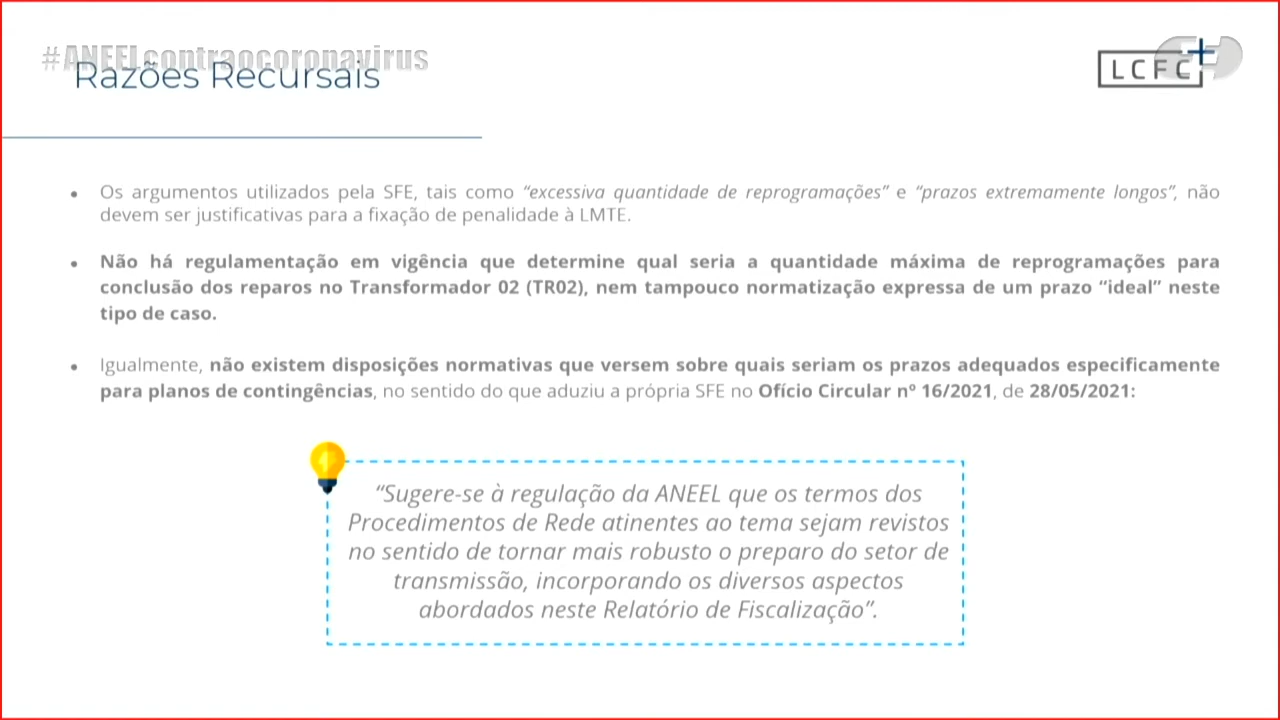 #ANEELcontraocoronavirus
Razões Recursais
LCFC
• Os argumentos utilizados pela SFE, tais como “excessiva quantidade de reprogramações” e “prazos extremamente longos”, não
devem ser justificativas para a fixação de penalidade à LMTE.
• Não há regulamentação em vigência que determine qual seria a quantidade máxima de reprogramações para
conclusão dos reparos no Transformador 02 (TR02), nem tampouco normatização expressa de um prazo “ideal” neste
tipo de caso.
• Igualmente, não existem disposições normativas que versem sobre quais seriam os prazos adequados especificamente
para planos de contingências, no sentido do que aduziu a própria SFE no Ofício Circular nº 16/2021, de 28/05/2021:
“Sugere-se à regulação da ANEEL que os termos dos
Procedimentos de Rede atinentes ao tema sejam revistos
no sentido de tornar mais robusto o preparo do setor de
transmissão, incorporando os diversos aspectos
abordados neste Relatório de Fiscalização”.